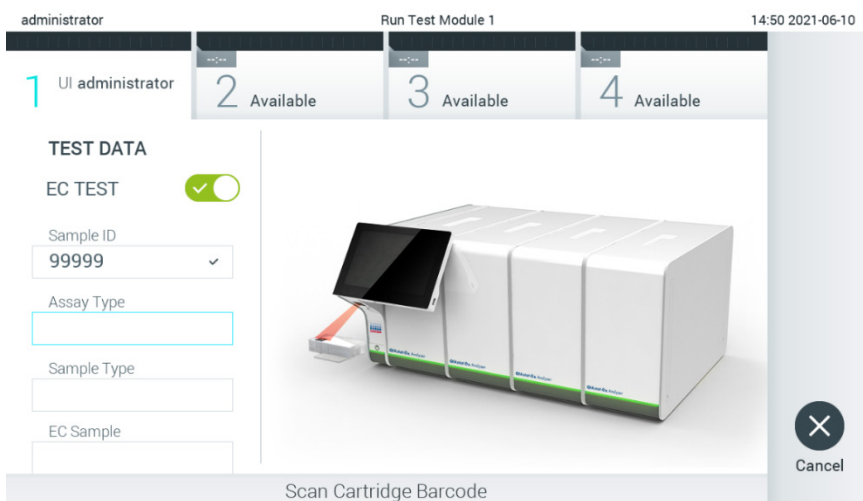 administrator
Run Test Module 1
14:50 2021-06-10
1 UI administrator
--:--
2 Available
--:--
3 Available
--:--
4 Available
TEST DATA
EC TEST
Sample ID
99999
Assay Type
Sample Type
EC Sample
Cancel
Scan Cartridge Barcode